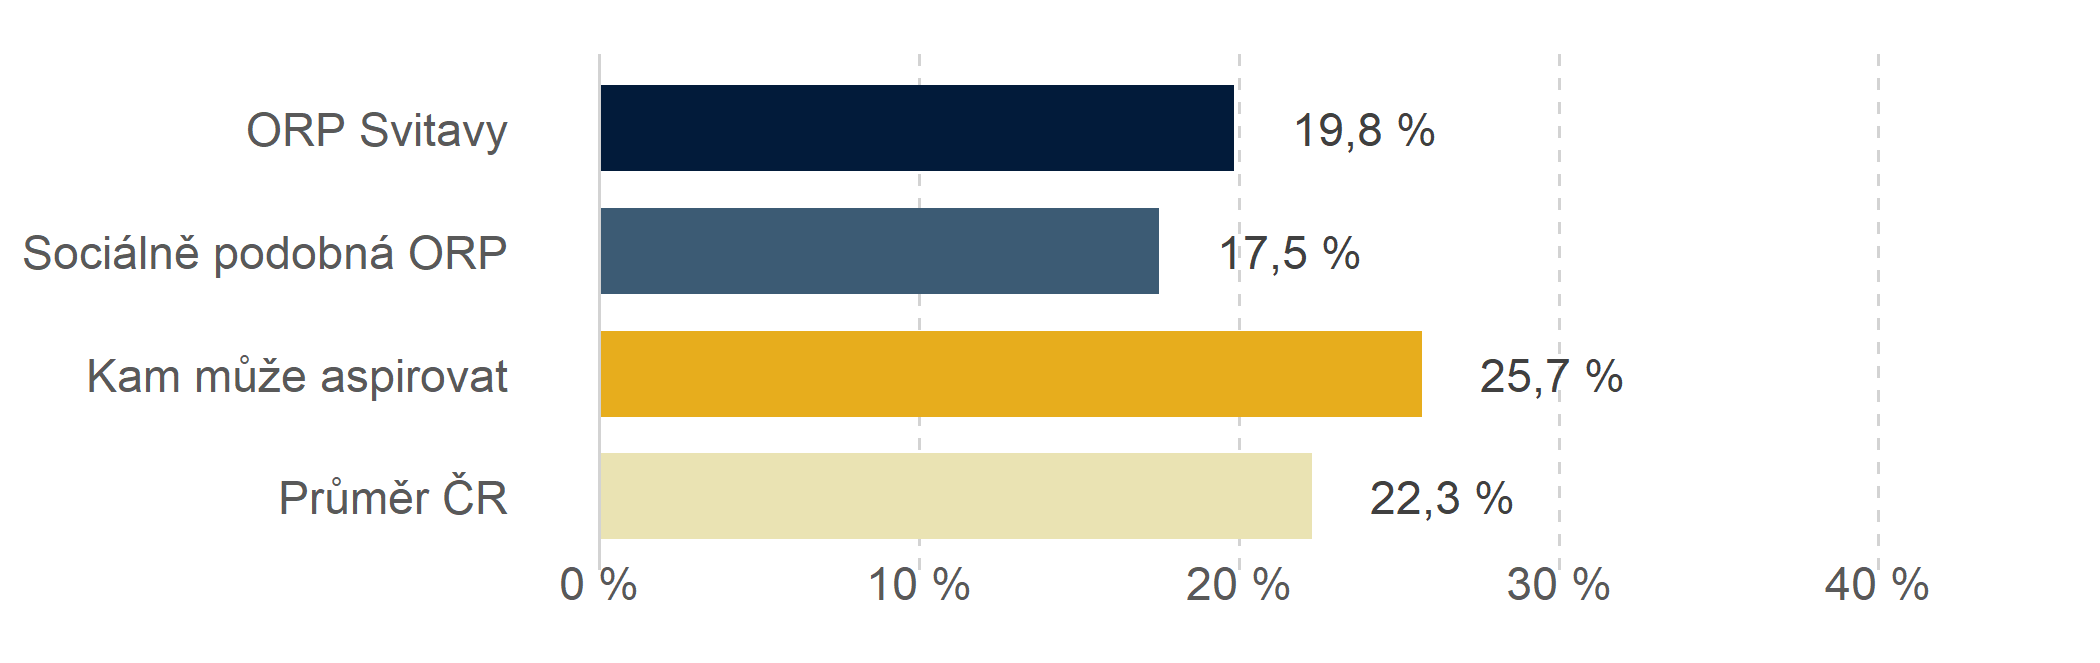 ORP Svitavy 19,8 %
Sociálně podobná ORP 17,5 %
Kam může aspirovat 25,7 %
Průměr ČR 22,3 %
0 % 10 % 20 % 30 % 40 %